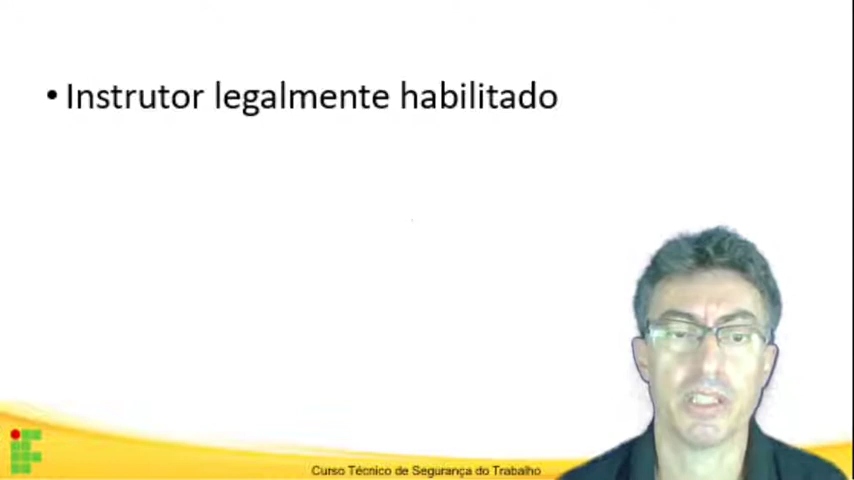 • Instrutor legalmente habilitado
Curso Técnico de Segurança do Trabalho